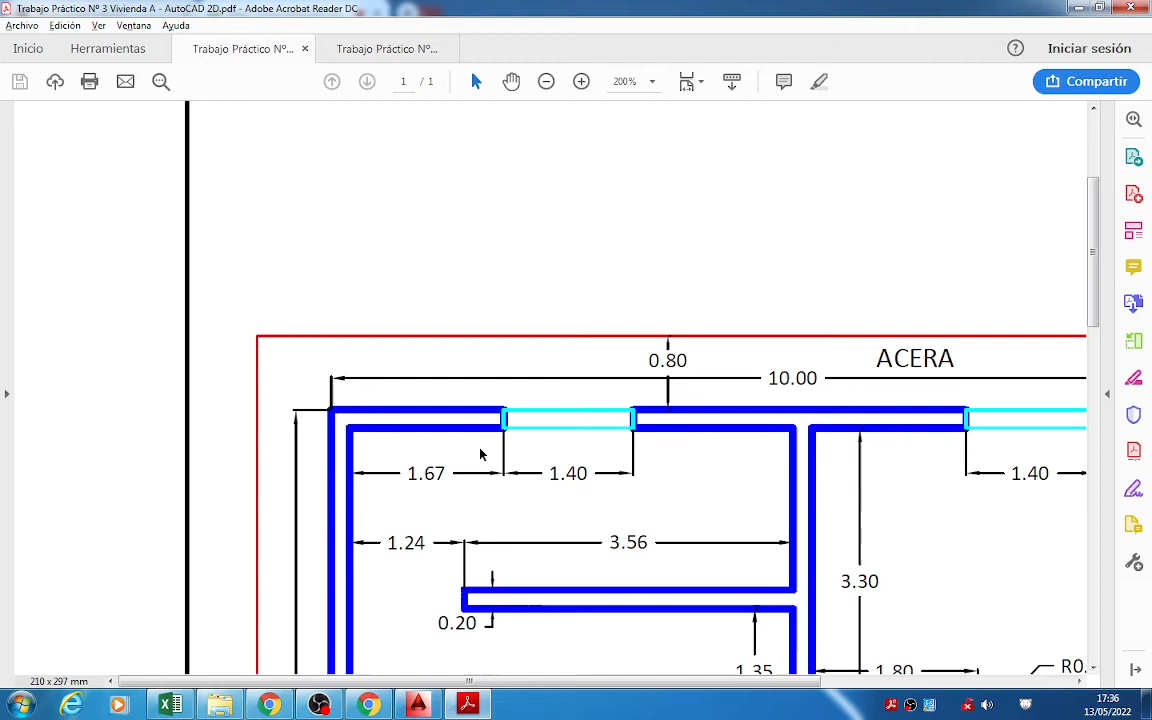 Trabajo Práctico Nº 3 Vivienda A - AutoCAD 2D.pdf - Adobe Acrobat Reader DC
Archivo Edición Ver Ventana Ayuda
Inicio Herramientas Trabajo Práctico Nº... × Trabajo Práctico Nº... Iniciar sesión
1 / 1 200% Compartir
0.80 ACERA
10.00
1.67 1.40 1.40
1.24 3.56
3.30
0.20
1.35 1.80 R0.
210 x 297 mm
17:36
13/05/2022